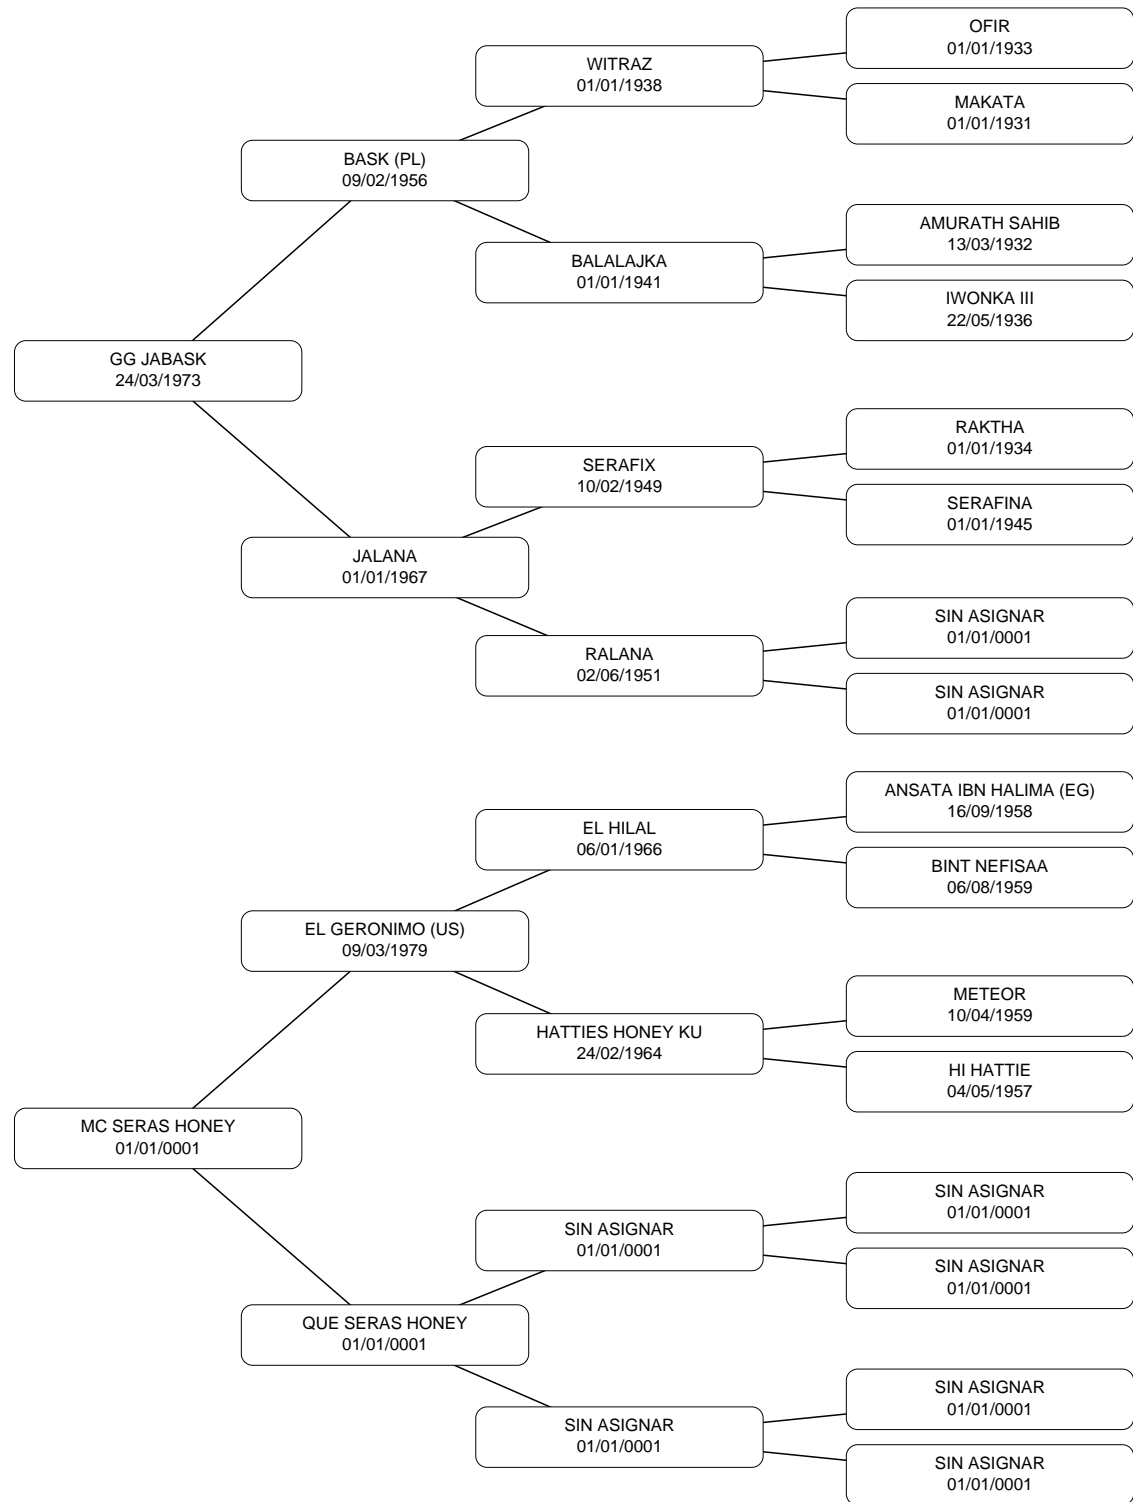 OFIR
01/01/1933
WITRAZ
01/01/1938
MAKATA
01/01/1931
BASK (PL)
09/02/1956
AMURATH SAHIB
13/03/1932
BALALAJKA
01/01/1941
IWONKA III
22/05/1936
GG JABASK
24/03/1973
RAKTHA
01/01/1934
SERAFIX
10/02/1949
SERAFINA
01/01/1945
JALANA
01/01/1967
SIN ASIGNAR
01/01/0001
RALANA
02/06/1951
SIN ASIGNAR
01/01/0001
ANSATA IBN HALIMA (EG)
16/09/1958
EL HILAL
06/01/1966
BINT NEFISAA
06/08/1959
EL GERONIMO (US)
09/03/1979
METEOR
10/04/1959
HATTIES HONEY KU
24/02/1964
HI HATTIE
04/05/1957
MC SERAS HONEY
01/01/0001
SIN ASIGNAR
01/01/0001
SIN ASIGNAR
01/01/0001
SIN ASIGNAR
01/01/0001
QUE SERAS HONEY
01/01/0001
SIN ASIGNAR
01/01/0001
SIN ASIGNAR
01/01/0001
SIN ASIGNAR
01/01/0001